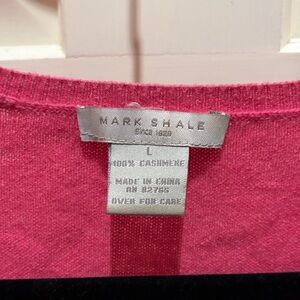 MARK SHALE
SINCE 1929
L
100% CASHMERE
MADE IN CHINA
RN 82765
OVER FOR CARE